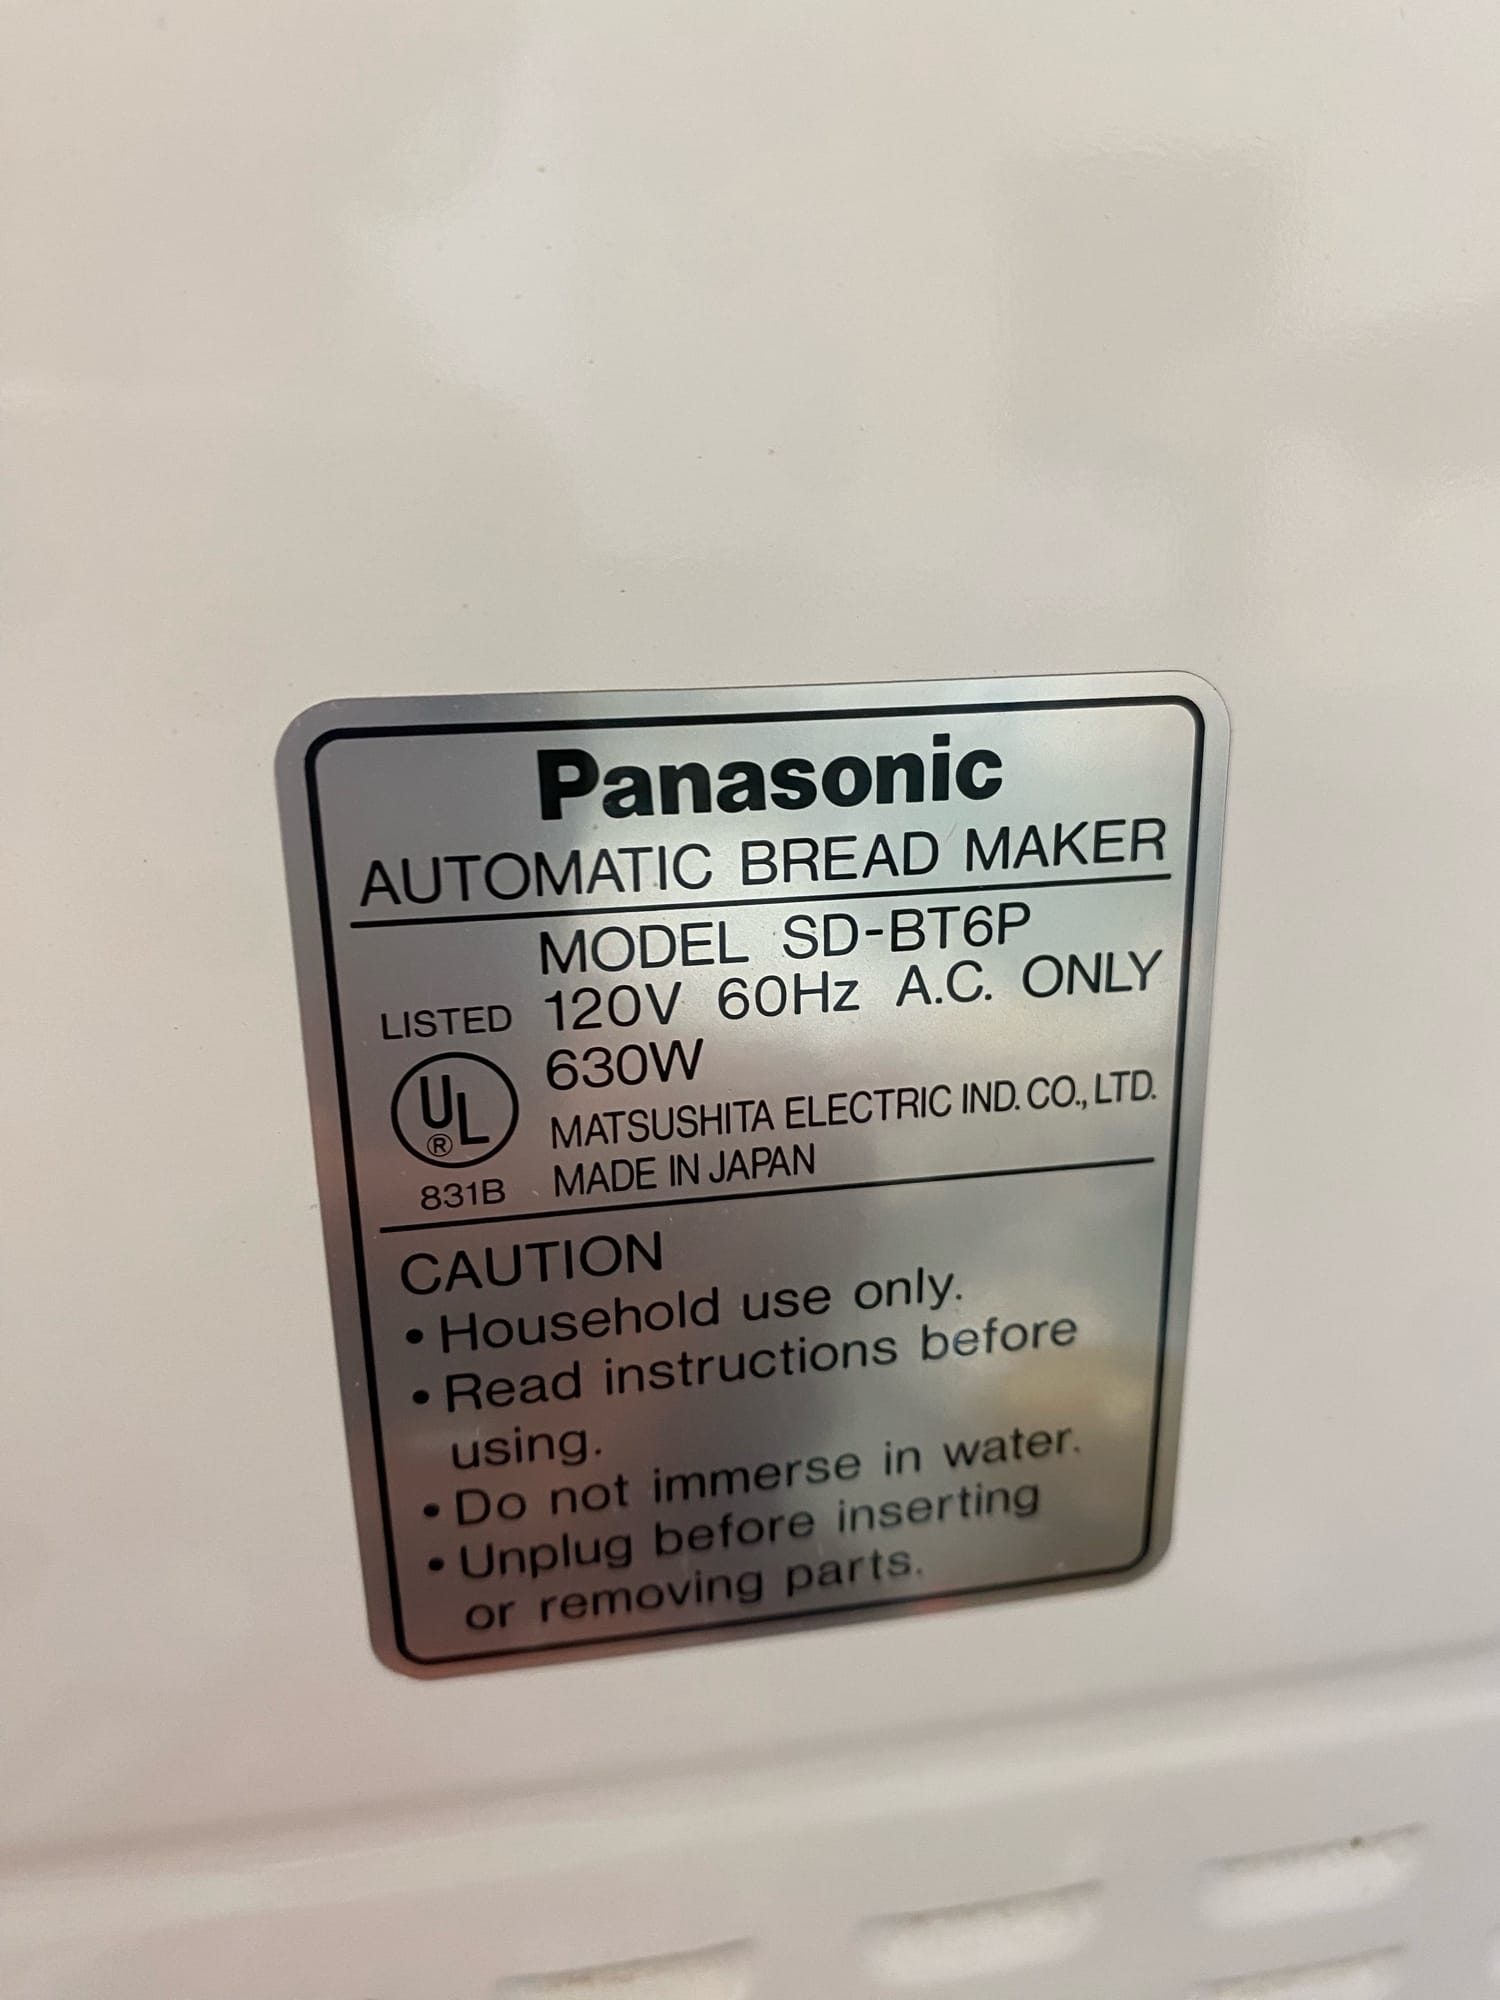 Panasonic
AUTOMATIC BREAD MAKER
MODEL SD-BT6P
LISTED 120V 60Hz A.C. ONLY
630W
UL
®
MATSUSHITA ELECTRIC IND. CO., LTD.
831B MADE IN JAPAN
CAUTION
• Household use only.
• Read instructions before
using.
• Do not immerse in water.
• Unplug before inserting
or removing parts.